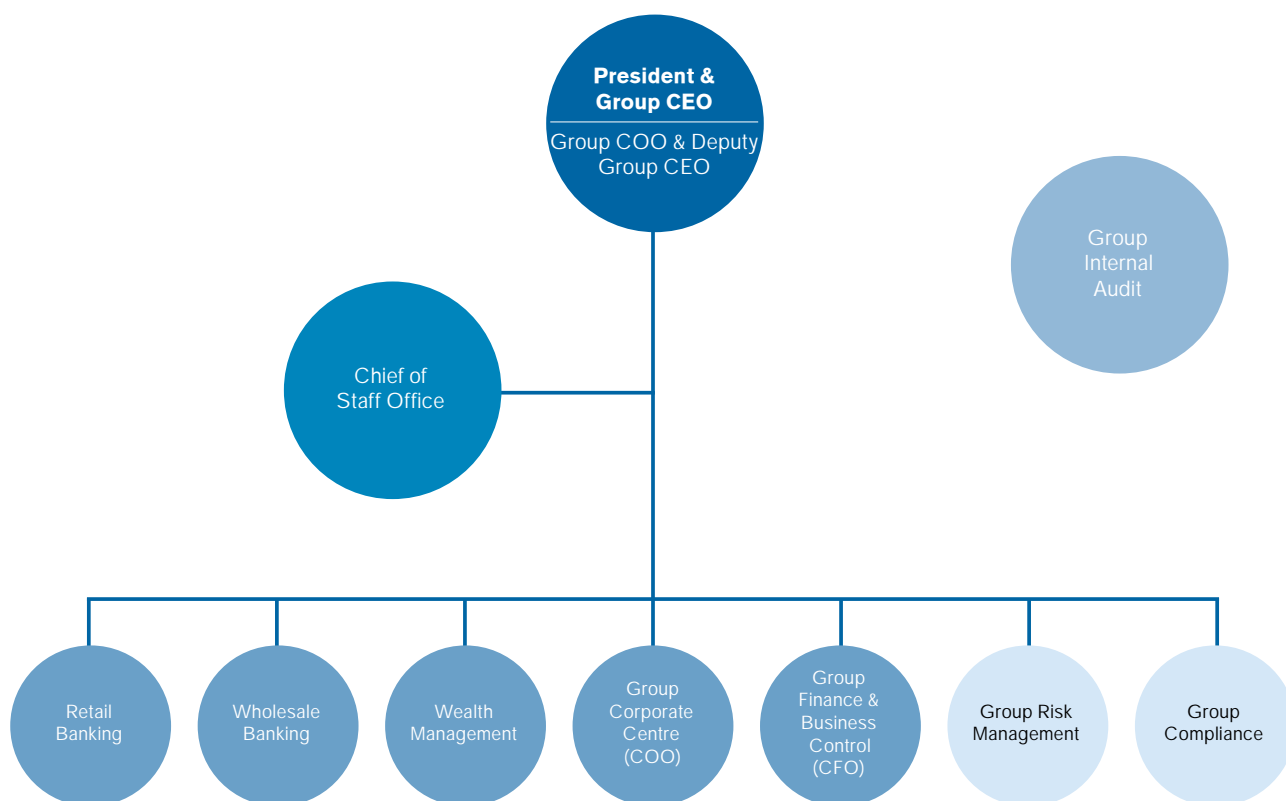 President &
Group CEO
Group COO & Deputy
Group CEO
Group
Internal
Audit
Chief of
Staff Office
Retail
Banking
Wholesale
Banking
Wealth
Management
Group
Corporate
Centre
(COO)
Group
Finance &
Business
Control
(CFO)
Group Risk
Management
Group
Compliance